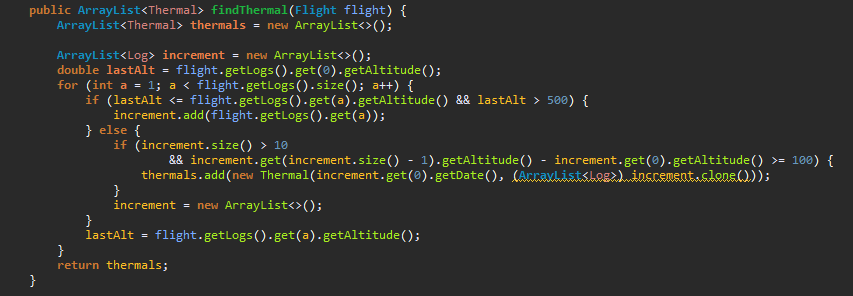 public ArrayList<Thermal> findThermal(Flight flight) {
ArrayList<Thermal> thermals = new ArrayList<>();
ArrayList<Log> increment = new ArrayList<>();
double lastAlt = flight.getLogs().get(0).getAltitude();
for (int a = 1; a < flight.getLogs().size(); a++) {
if (lastAlt <= flight.getLogs().get(a).getAltitude() && lastAlt > 500) {
increment.add(flight.getLogs().get(a));
} else {
if (increment.size() > 10
&& increment.get(increment.size() - 1).getAltitude() - increment.get(0).getAltitude() >= 100) {
thermals.add(new Thermal(increment.get(0).getDate(), (ArrayList<Log>) increment.clone()));
}
increment = new ArrayList<>();
}
lastAlt = flight.getLogs().get(a).getAltitude();
}
return thermals;
}